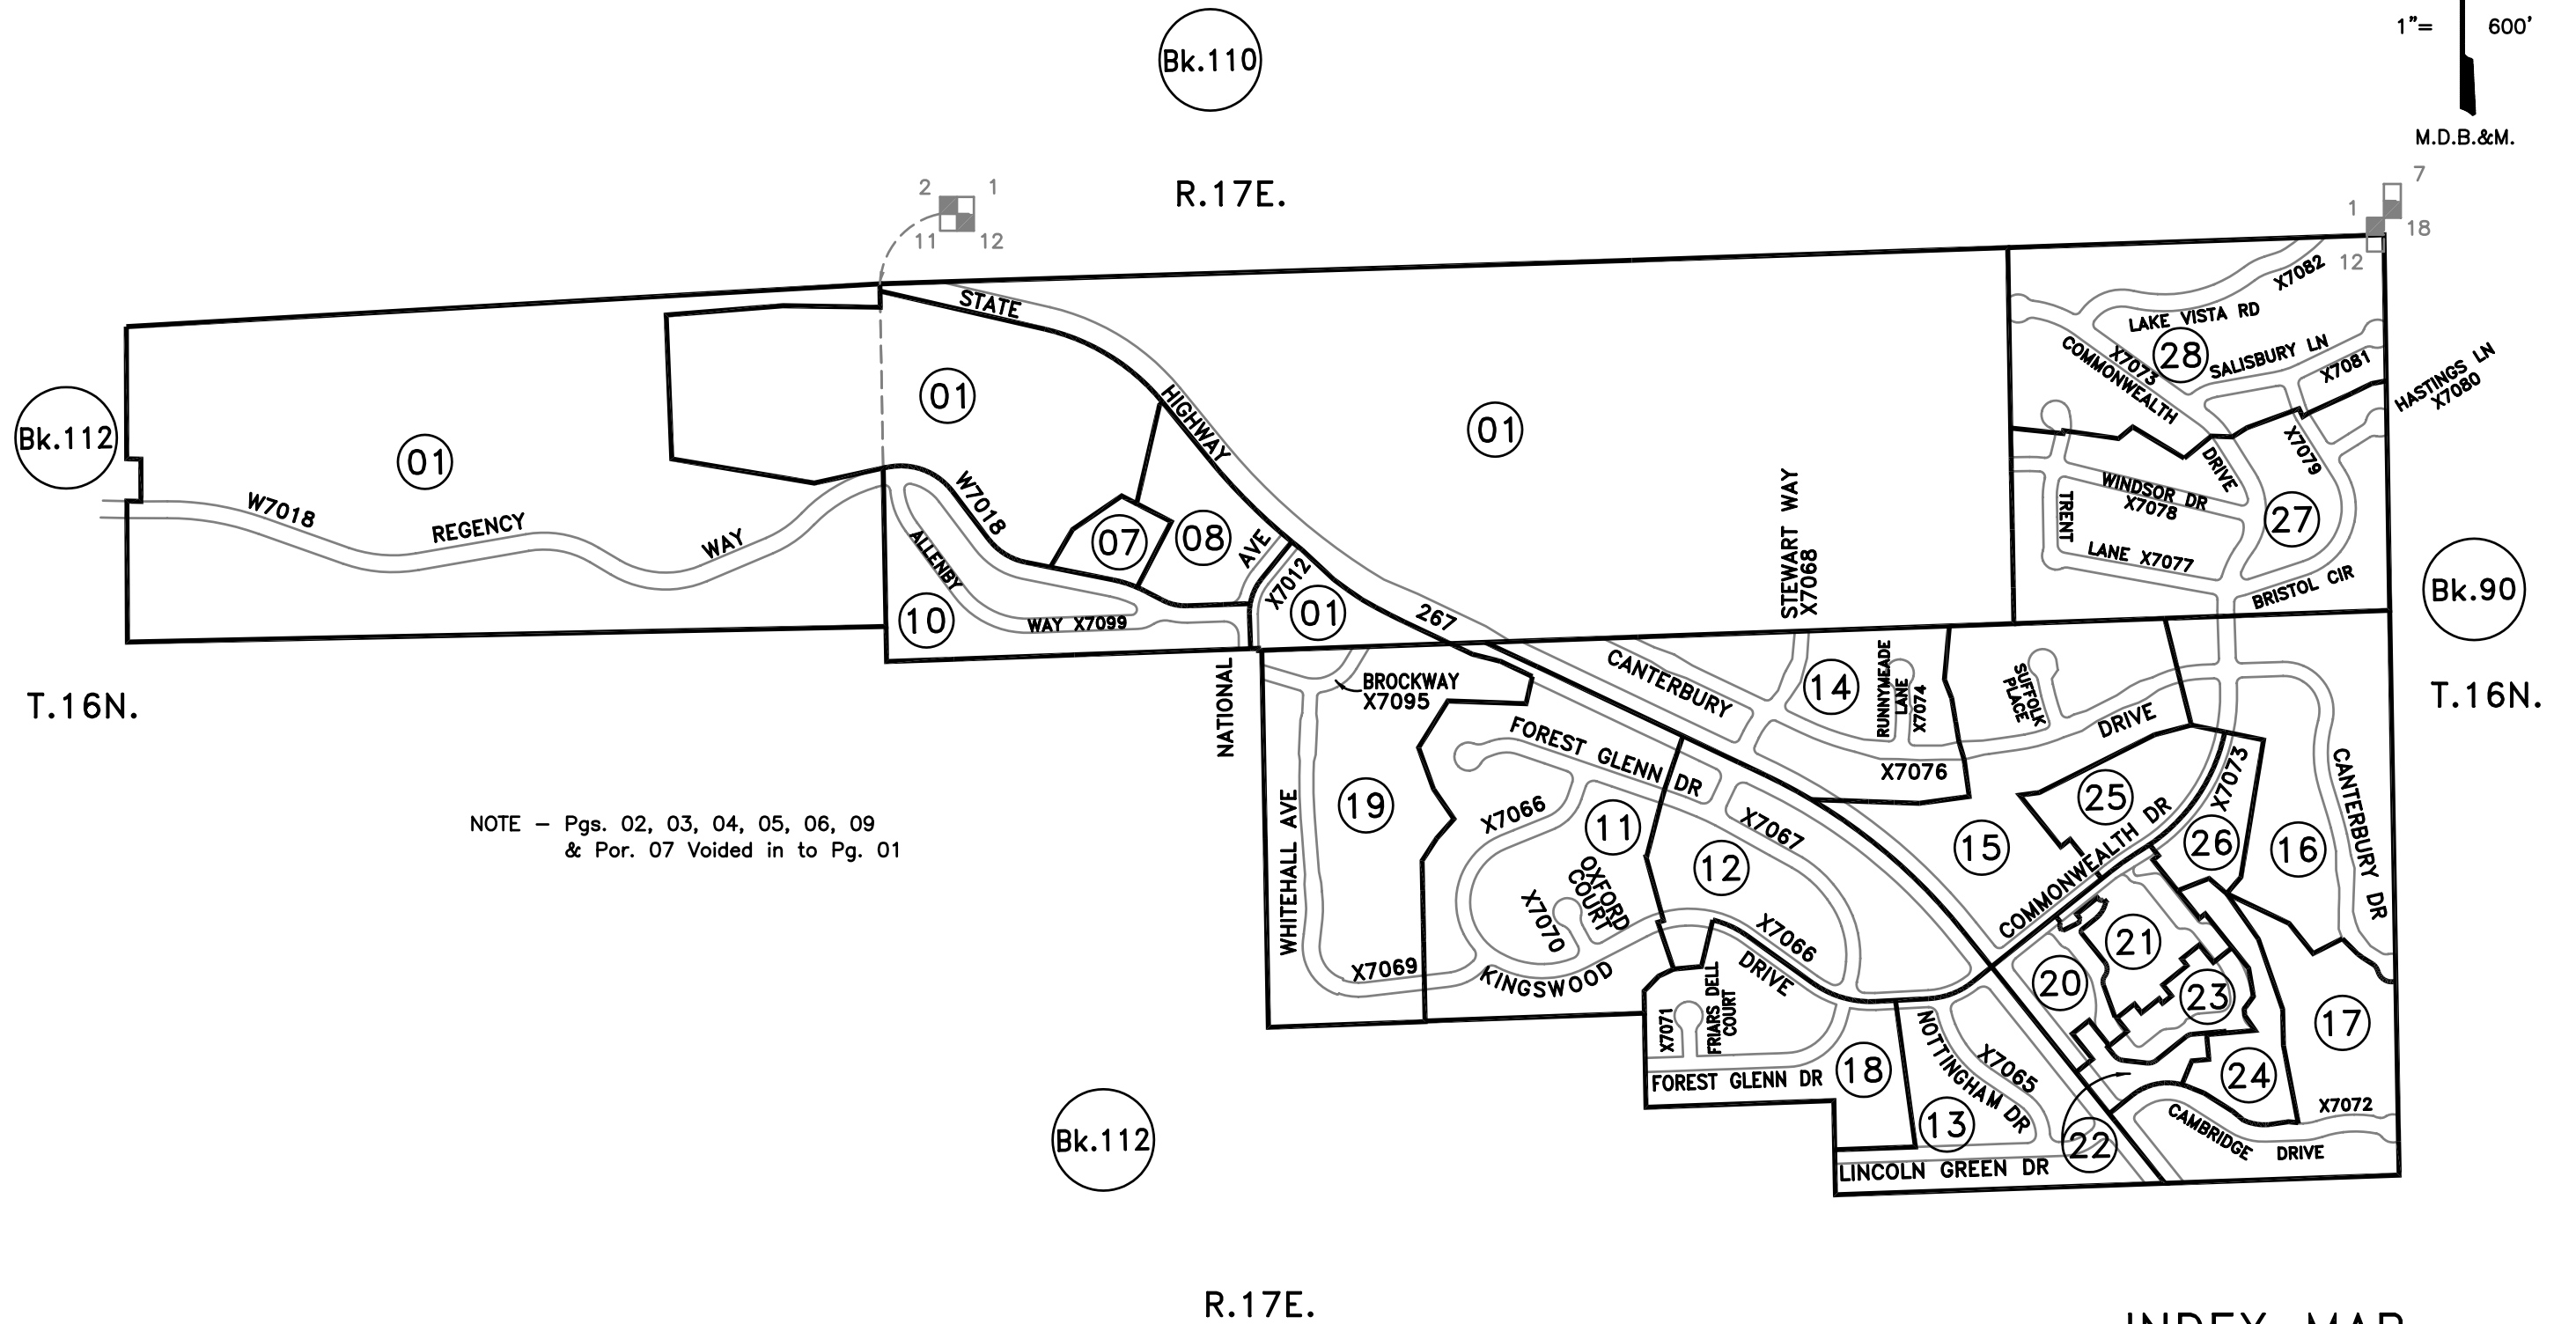 1"= 600'
M.D.B.&M.
Bk.110
R.17E.
2 1
11 12
7
1
18
12
STATE
HIGHWAY
267
01
01
01
01
Bk.112
W7018
REGENCY
WAY
W7018
07
08
AVE
X7012
ALLENBY
WAY X7099
10
STEWART WAY
X7068
X7082
LAKE VISTA RD
28
COMMONWEALTH
X7073
DRIVE
SALISBURY LN
X7081
HASTINGS LN
X7080
X7079
WINDSOR DR
X7078
TRENT
LANE X7077
27
BRISTOL CIR
Bk.90
T.16N.
T.16N.
NATIONAL
BROCKWAY
X7095
CANTERBURY
14
RUNNYMEADE
LANE
X7074
SUFFOLK
PLACE
DRIVE
X7076
FOREST GLENN DR
WHITEHALL AVE
19
X7066
11
12
X7067
OXFORD
COURT
X7070
X7066
X7069
KINGSWOOD
DRIVE
15
25
COMMONWEALTH DR
X7073
26
16
CANTERBURY DR
NOTE – Pgs. 02, 03, 04, 05, 06, 09
& Por. 07 Voided in to Pg. 01
21
20
23
17
24
X7071
FRIARS DELL
COURT
FOREST GLENN DR
18
NOTTINGHAM DR
X7065
13
22
LINCOLN GREEN DR
X7072
CAMBRIDGE
DRIVE
Bk.112
R.17E.
INDEX MAP